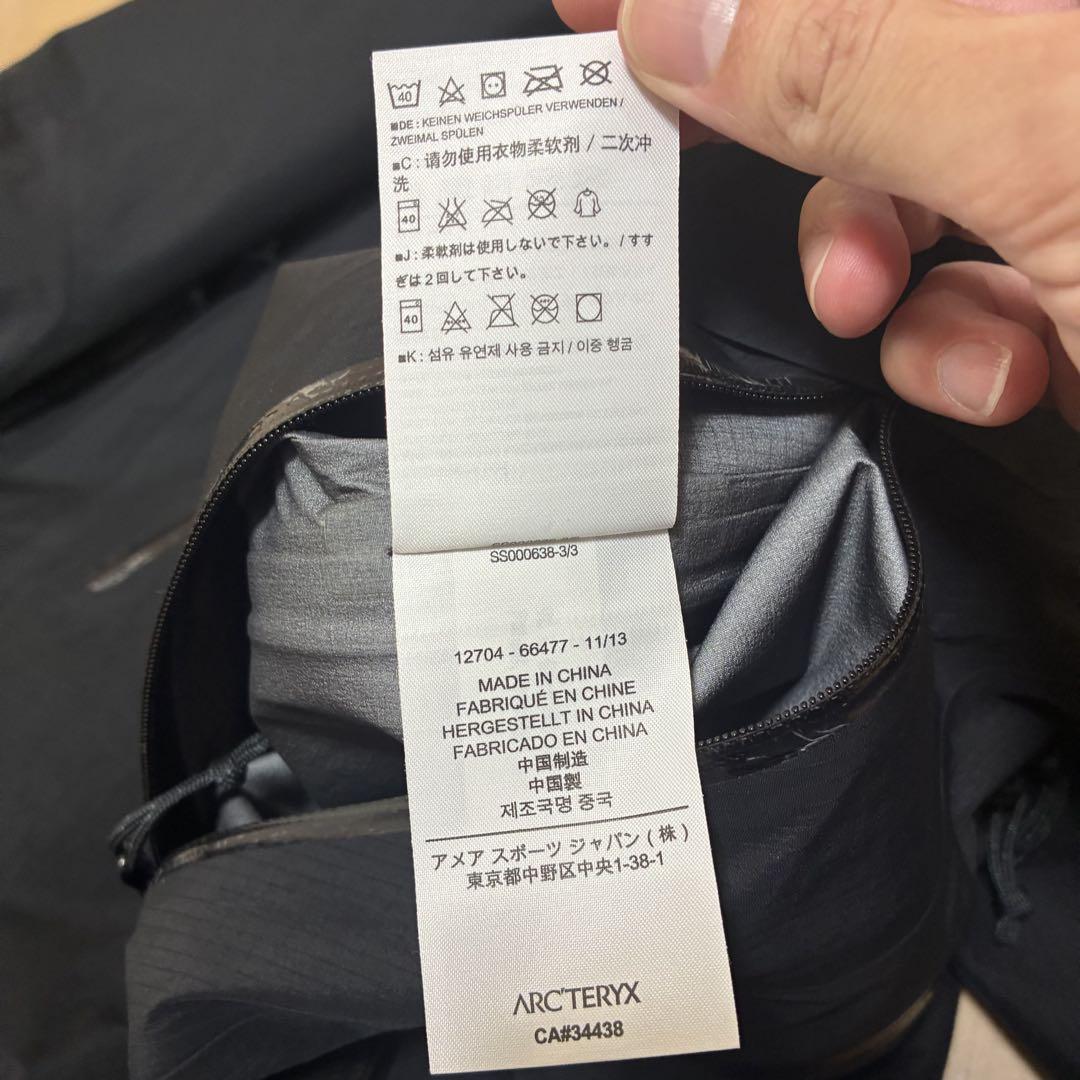 40
■DE : KEINEN WEICHSPÜLER VERWENDEN /
ZWEIMAL SPÜLEN
■C : 请勿使用衣物柔软剂 / 二次冲
洗
40
■J : 柔軟剤は使用しないで下さい。/ すす
ぎは2回して下さい。
40
■K : 섬유 유연제 사용 금지 / 이중 헹굼
SS000638-3/3
12704 - 66477 - 11/13
MADE IN CHINA
FABRIQUÉ EN CHINE
HERGESTELLT IN CHINA
FABRICADO EN CHINA
中国制造
中国製
제조국명 중국
アメア スポーツ ジャパン ( 株 )
東京都中野区中央1-38-1
ARC'TERYX
CA#34438